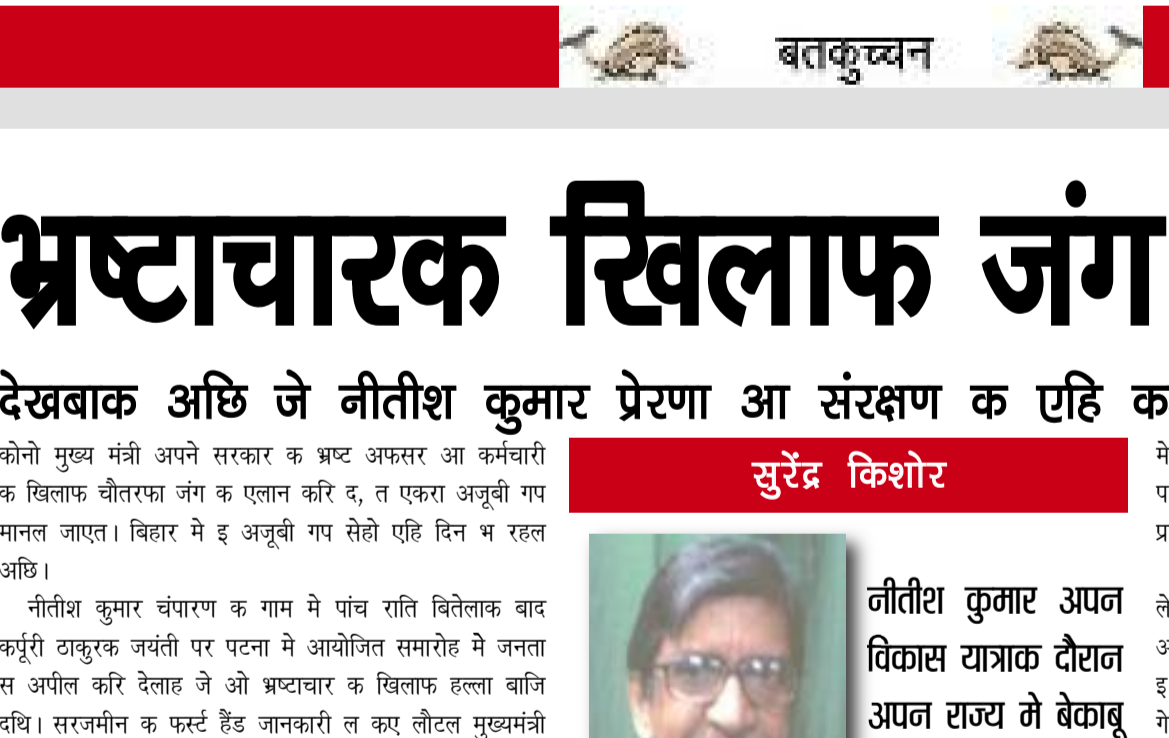 बतकुच्चन
भ्रष्टाचारक खिलाफ जंग
देखबाक अछि जे नीतीश कुमार प्रेरणा आ संरक्षण क एहि क
कोनो मुख्य मंत्री अपने सरकार क भ्रष्ट अफसर आ कर्मचारी
क खिलाफ चौतरफा जंग क एलान करि द, त एकरा अजूबी गप
मानल जाएत। बिहार मे इ अजूबी गप सेहो एहि दिन भ रहल
अछि।
नीतीश कुमार चंपारण क गाम मे पांच राति बितेलाक बाद
कर्पूरी ठाकुरक जयंती पर पटना मे आयोजित समारोह मेे जनता
स अपील करि देलाह जे ओ भ्रष्टाचार क खिलाफ हल्ला बाजि
दथि। सरजमीन क फर्स्ट हैंड जानकारी ल कए लौटल मुख्यमंत्री
सुरेंद्र किशोर
नीतीश कुमार अपन
विकास यात्राक दौरान
अपन राज्य मे बेकाबू
मे
प
प्र
ले
इ
गे